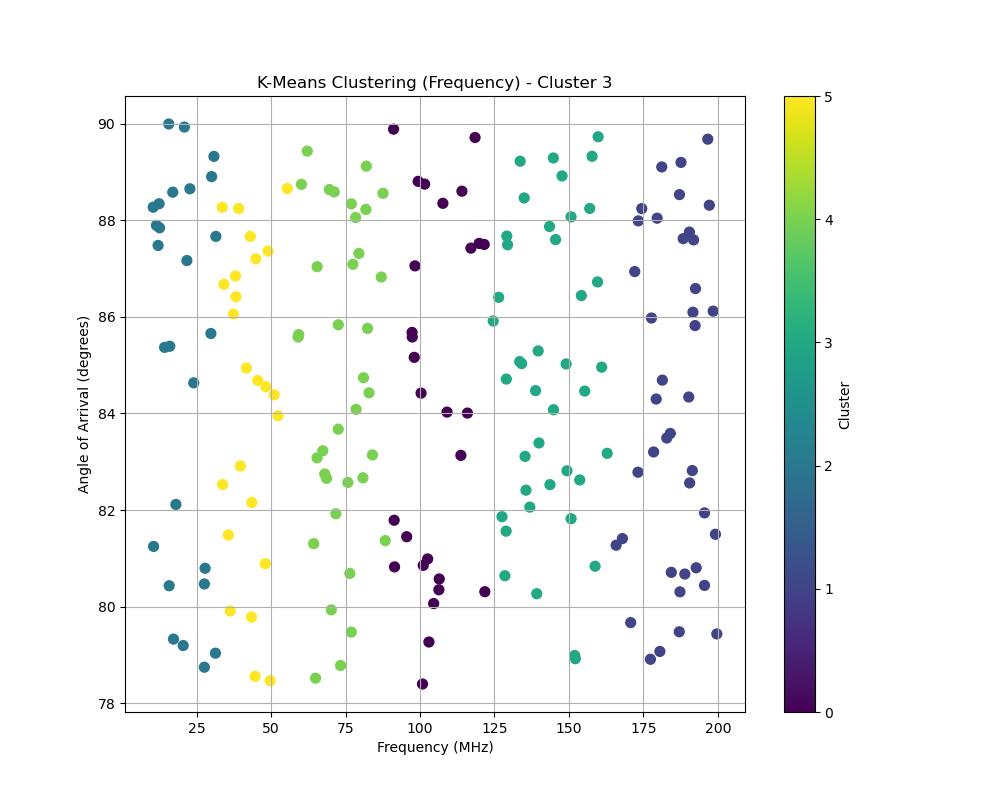 K-Means Clustering (Frequency) - Cluster 3
Angle of Arrival (degrees)
90
88
86
84
82
80
78
25 50 75 100 125 150 175 200
Frequency (MHz)
5
4
3
2
1
0
Cluster